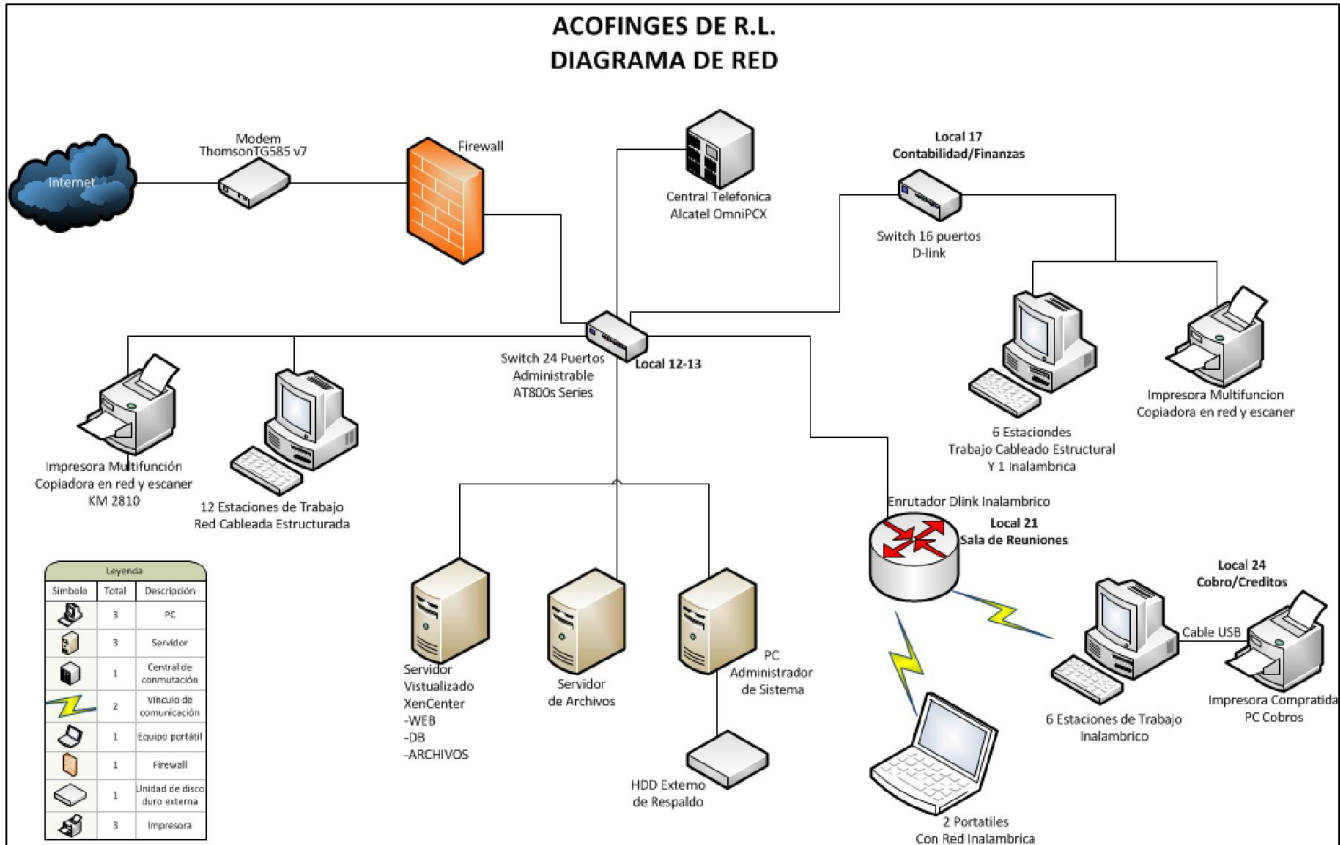 ACOFINGES DE R.L.
DIAGRAMA DE RED
Internet
Modem
ThomsonTG585 v7
Firewall
Central Telefonica
Alcatel OmniPCX
Local 17
Contabilidad/Finanzas
Switch 16 puertos
D-link
Switch 24 Puertos
Administrable
AT800s Series
Local 12-13
Impresora Multifunción
Copiadora en red y escaner
KM 2810
12 Estaciones de Trabajo
Red Cableada Estructurada
6 Estaciondes
Trabajo Cableado Estructural
Y 1 Inalambrica
Impresora Multifuncion
Copiadora en red y escaner
Enrutador Dlink Inalambrico
Local 21
Sala de Reuniones
Local 24
Cobro/Creditos
Cable USB
6 Estaciones de Trabajo
Inalambrico
Impresora Compratida
PC Cobros
Servidor
Vistualizado
XenCenter
-WEB
-DB
-ARCHIVOS
Servidor
de Archivos
PC
Administrador
de Sistema
HDD Externo
de Respaldo
2 Portatiles
Con Red Inalambrica
Leyenda
Símbolo Total Descripción
3 PC
3 Servidor
1 Central de
conmutación
2 Vínculo de
comunicación
1 Equipo portátil
1 Firewall
1 Unidad de disco
duro externa
3 Impresora